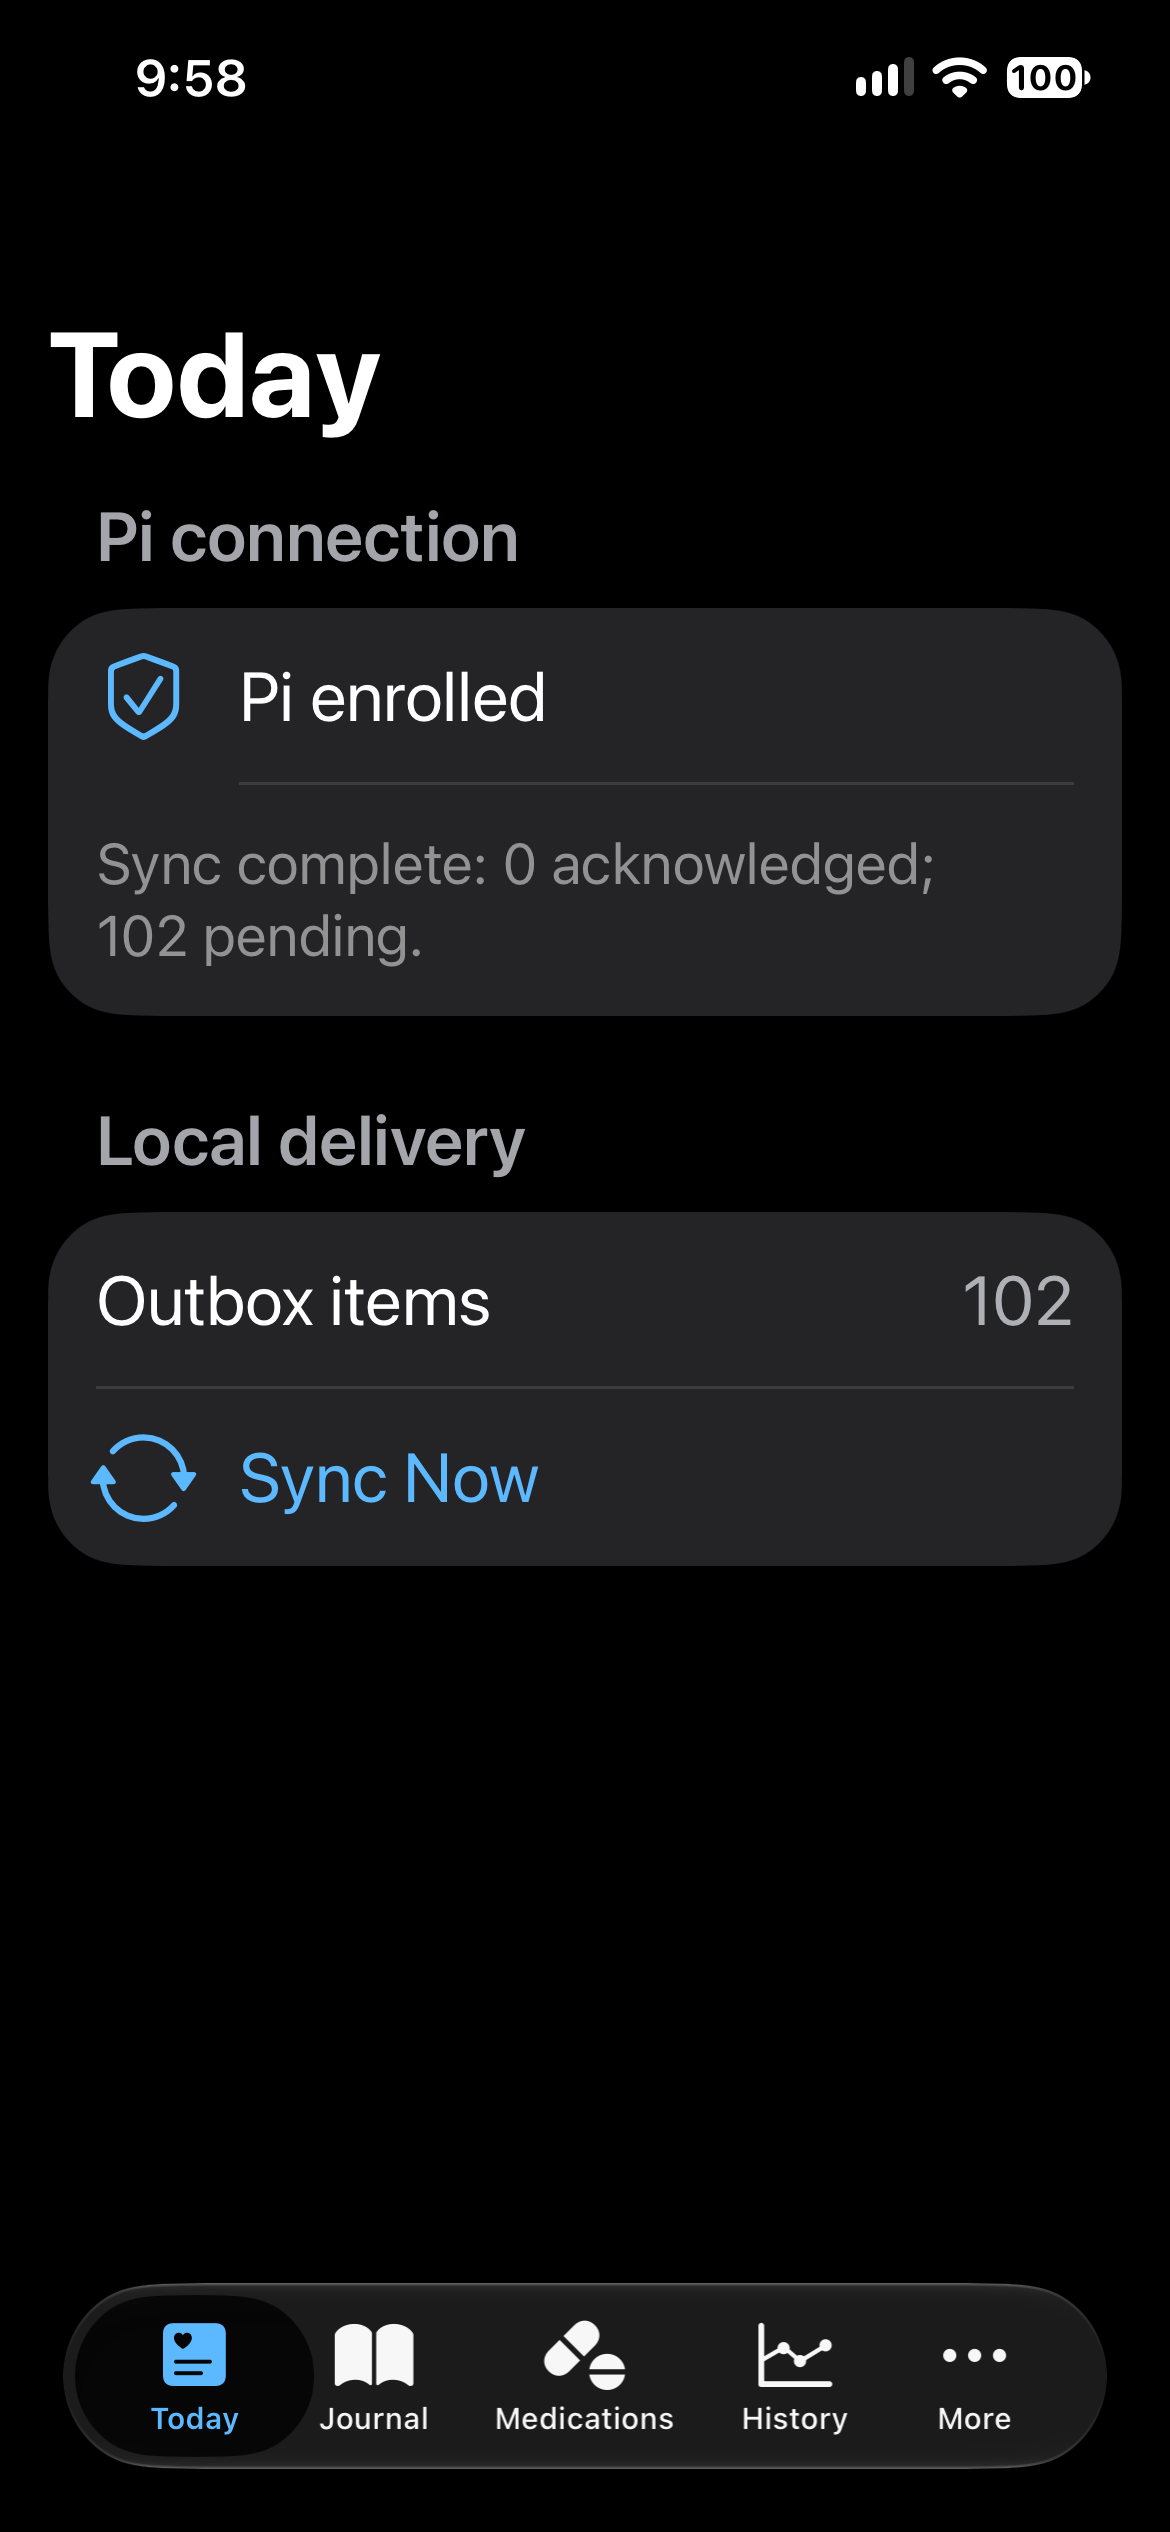 9:58
100
Today
Pi connection
Pi enrolled
Sync complete: 0 acknowledged;
102 pending.
Local delivery
Outbox items 102
Sync Now
Today Journal Medications History More